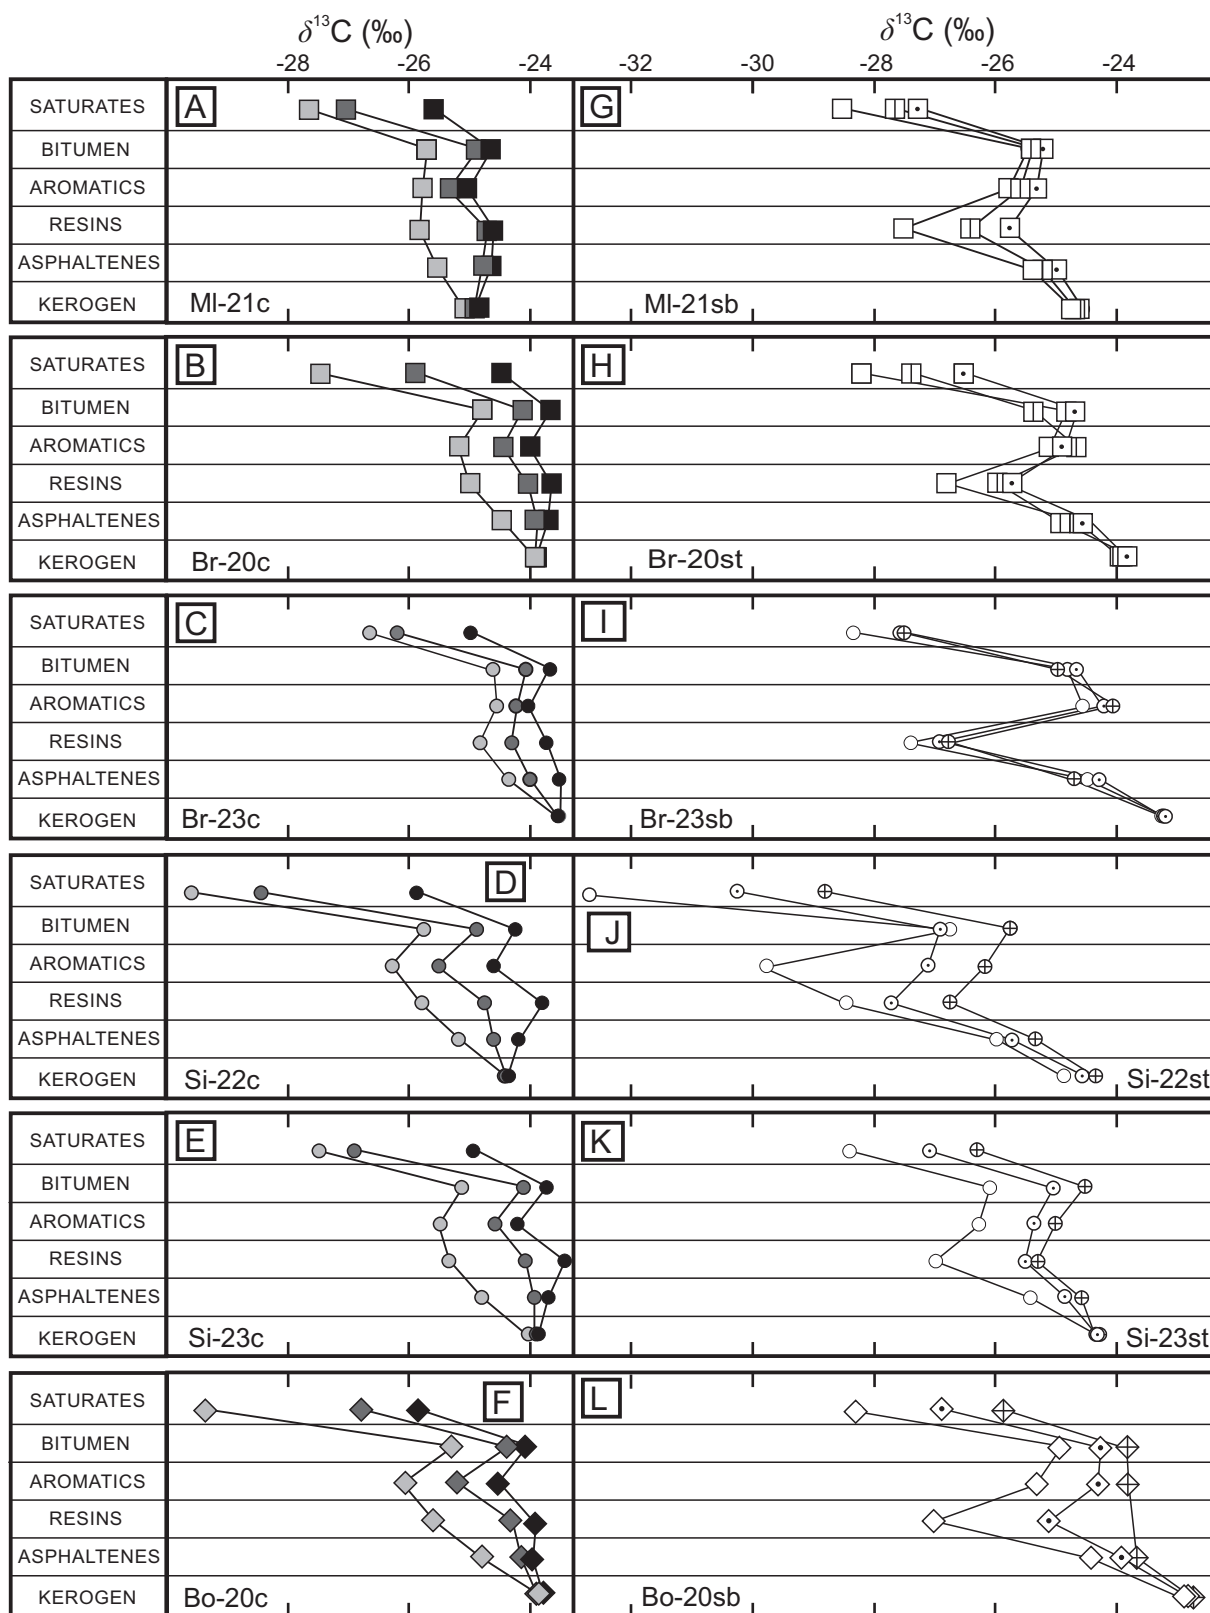 δ¹³C (‰) δ¹³C (‰)
-28 -26 -24 -32 -30 -28 -26 -24
SATURATES A G
BITUMEN
AROMATICS
RESINS
ASPHALTENES
KEROGEN Ml-21c Ml-21sb
SATURATES B H
BITUMEN
AROMATICS
RESINS
ASPHALTENES
KEROGEN Br-20c Br-20st
SATURATES C I
BITUMEN
AROMATICS
RESINS
ASPHALTENES
KEROGEN Br-23c Br-23sb
SATURATES D
BITUMEN J
AROMATICS
RESINS
ASPHALTENES
KEROGEN Si-22c Si-22st
SATURATES E K
BITUMEN
AROMATICS
RESINS
ASPHALTENES
KEROGEN Si-23c Si-23st
SATURATES F L
BITUMEN
AROMATICS
RESINS
ASPHALTENES
KEROGEN Bo-20c Bo-20sb